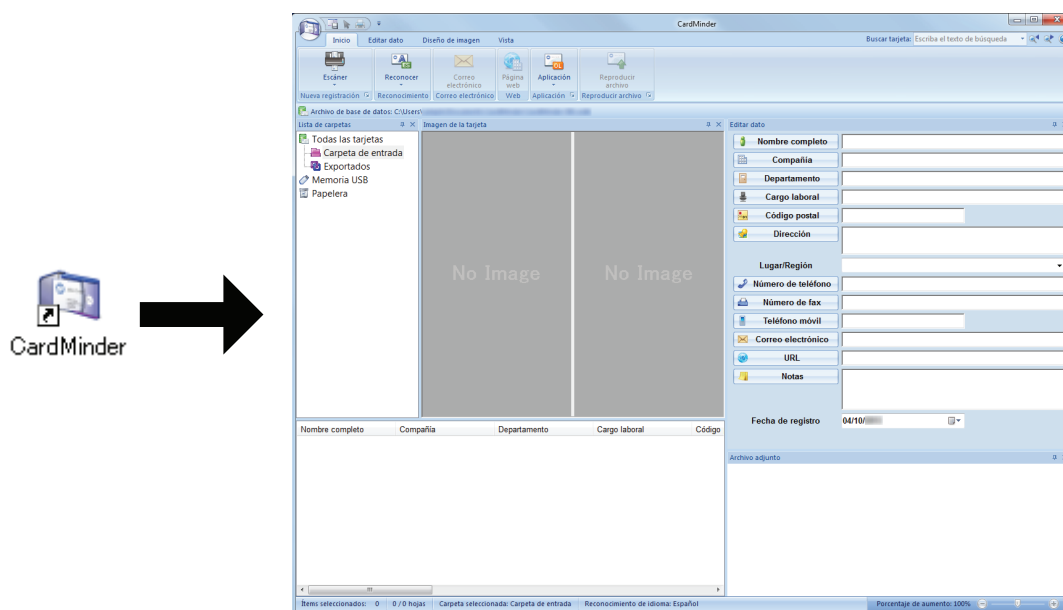 CardMinder
CardMinder
Inicio Editar dato Diseño de imagen Vista
Buscar tarjeta: Escriba el texto de búsqueda
Escáner Reconocer Correo electrónico Página web Aplicación Reproducir archivo
Nueva registración Reconocimiento Correo electrónico Web Aplicación Reproducir archivo
Archivo de base de datos: C:\Users\
Lista de carpetas
Todas las tarjetas
Carpeta de entrada
Exportados
Memoria USB
Papelera
Imagen de la tarjeta
No Image No Image
Editar dato
Nombre completo
Compañía
Departamento
Cargo laboral
Código postal
Dirección
Lugar/Región
Número de teléfono
Número de fax
Teléfono móvil
Correo electrónico
URL
Notas
Fecha de registro 04/10/
Nombre completo Compañía Departamento Cargo laboral Código
Archivo adjunto
Ítems seleccionados: 0 0 / 0 hojas Carpeta seleccionada: Carpeta de entrada Reconocimiento de idioma: Español Porcentaje de aumento: 100%